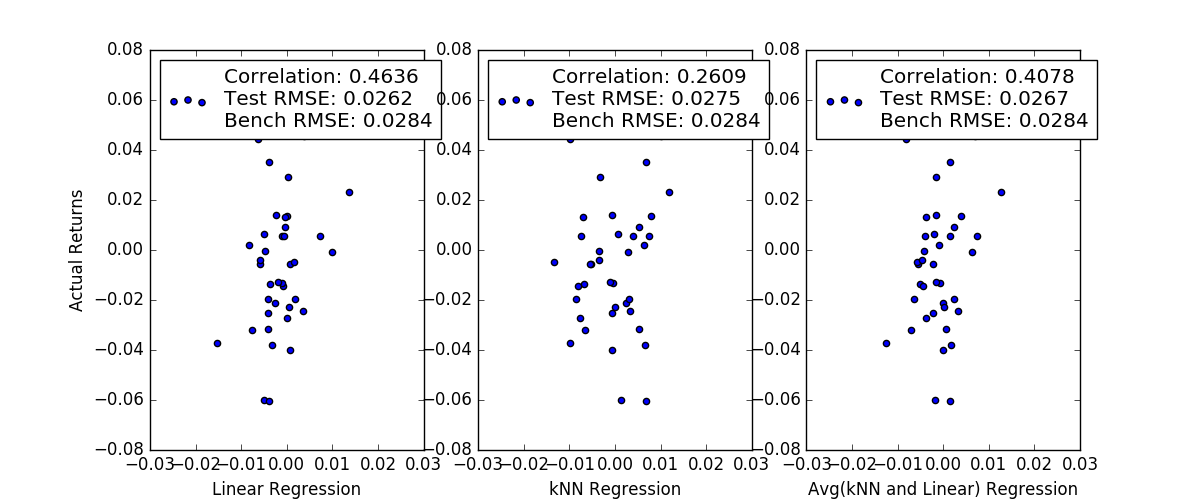 0.08
0.06
0.04
0.02
0.00
−0.02
−0.04
−0.06
−0.08
Actual Returns
Correlation: 0.4636
Test RMSE: 0.0262
Bench RMSE: 0.0284
−0.03 −0.02 −0.01 0.00 0.01 0.02 0.03
Linear Regression
0.08
0.06
0.04
0.02
0.00
−0.02
−0.04
−0.06
−0.08
Correlation: 0.2609
Test RMSE: 0.0275
Bench RMSE: 0.0284
−0.03 −0.02 −0.01 0.00 0.01 0.02 0.03
kNN Regression
0.08
0.06
0.04
0.02
0.00
−0.02
−0.04
−0.06
−0.08
Correlation: 0.4078
Test RMSE: 0.0267
Bench RMSE: 0.0284
−0.03 −0.02 −0.01 0.00 0.01 0.02 0.03
Avg(kNN and Linear) Regression